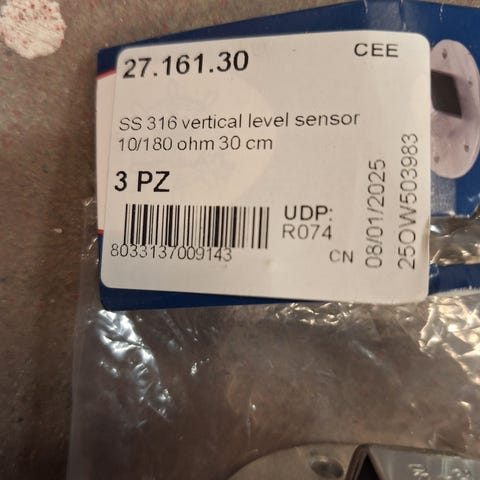 27.161.30
CEE
SS 316 vertical level sensor
10/180 ohm 30 cm
3 PZ
UDP:
R074
8033137009143
CN
08/01/2025
25OW503983